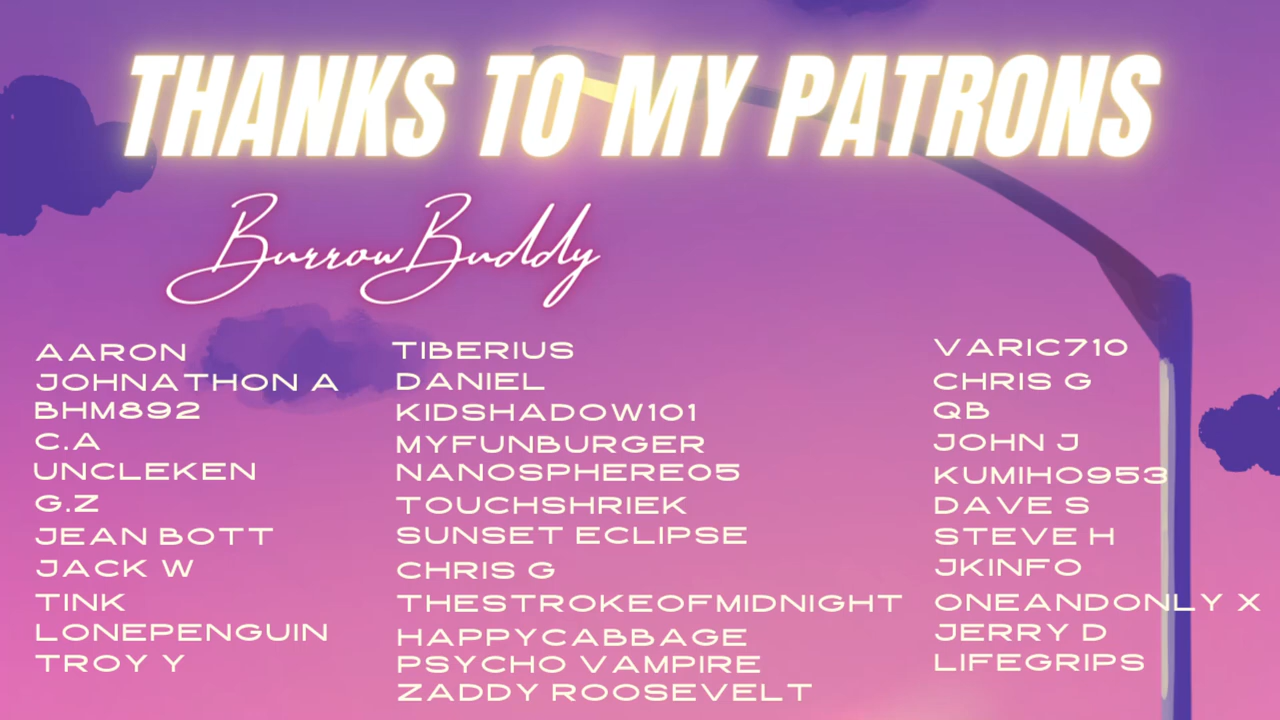 THANKS TO MY PATRONS
BurrowBuddy
AARON
JOHNATHON A
BHM892
C.A
UNCLEKEN
G.Z
JEAN BOTT
JACK W
TINK
LONEPENGUIN
TROY Y
TIBERIUS
DANIEL
KIDSHADOW101
MYFUNBURGER
NANOSPHERE05
TOUCHSHRIEK
SUNSET ECLIPSE
CHRIS G
THESTROKEOFMIDNIGHT
HAPPYCABBAGE
PSYCHO VAMPIRE
ZADDY ROOSEVELT
VARIC710
CHRIS G
QB
JOHN J
KUMIHO953
DAVE S
STEVE H
JKINFO
ONEANDONLY X
JERRY D
LIFEGRIPS